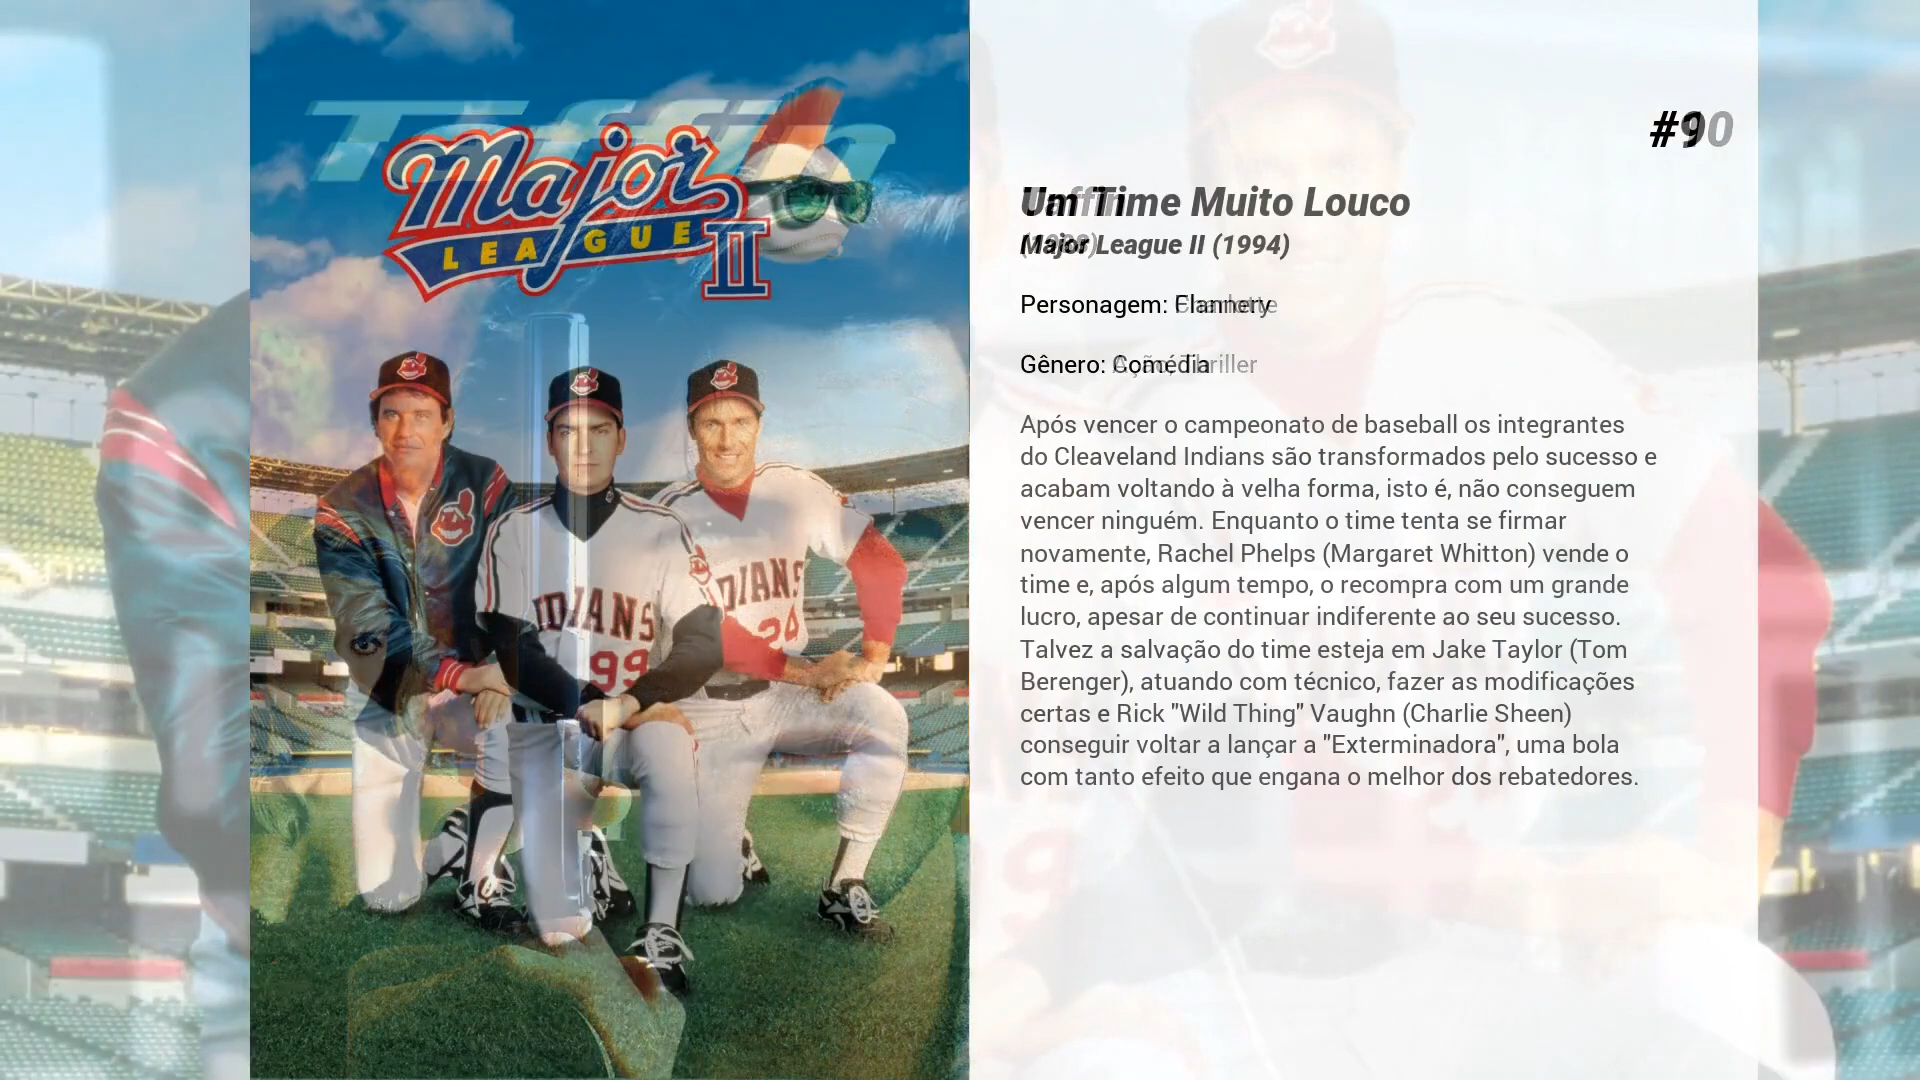 Taffin
Major
LEAGUE
II
INDIANS
99
INDIANS
24
#9
Um Time Muito Louco
Major League II (1994)
Personagem: Flannery
Gênero: Comédia
Após vencer o campeonato de baseball os integrantes
do Cleaveland Indians são transformados pelo sucesso e
acabam voltando à velha forma, isto é, não conseguem
vencer ninguém. Enquanto o time tenta se firmar
novamente, Rachel Phelps (Margaret Whitton) vende o
time e, após algum tempo, o recompra com um grande
lucro, apesar de continuar indiferente ao seu sucesso.
Talvez a salvação do time esteja em Jake Taylor (Tom
Berenger), atuando com técnico, fazer as modificações
certas e Rick "Wild Thing" Vaughn (Charlie Sheen)
conseguir voltar a lançar a "Exterminadora", uma bola
com tanto efeito que engana o melhor dos rebatedores.